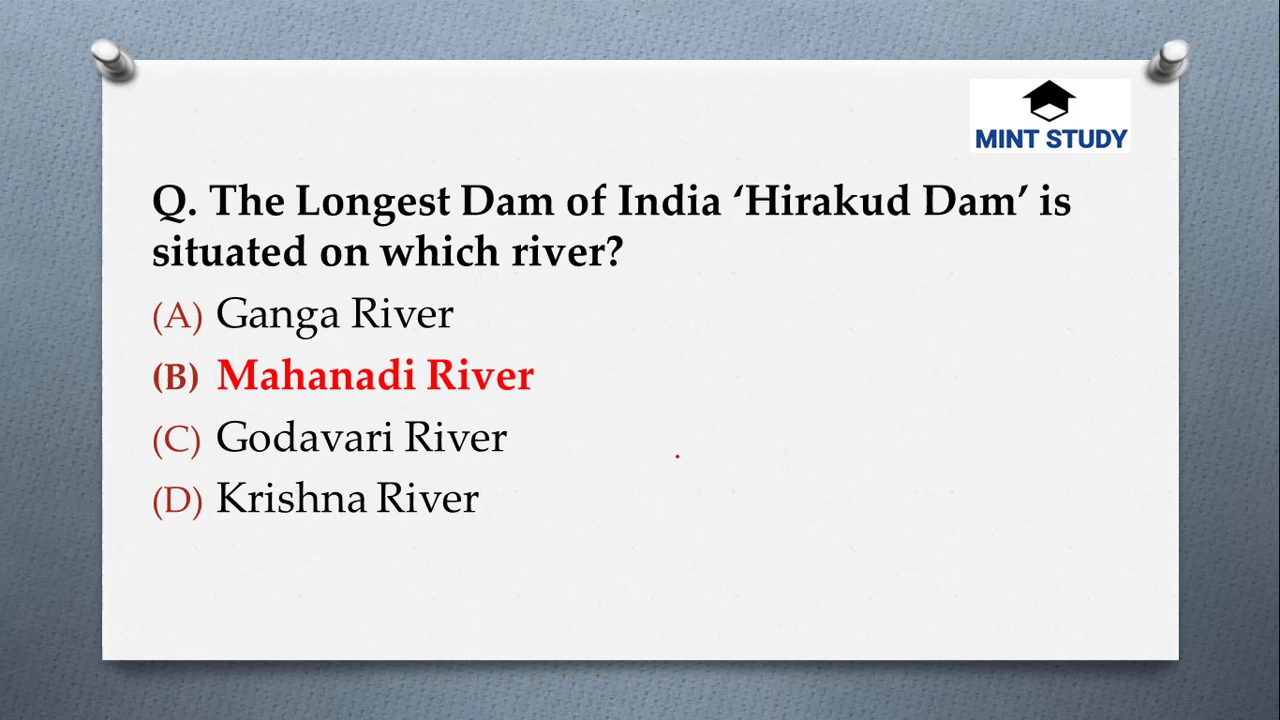 MINT STUDY
Q. The Longest Dam of India ‘Hirakud Dam’ is
situated on which river?
(A) Ganga River
(B) Mahanadi River
(C) Godavari River
(D) Krishna River